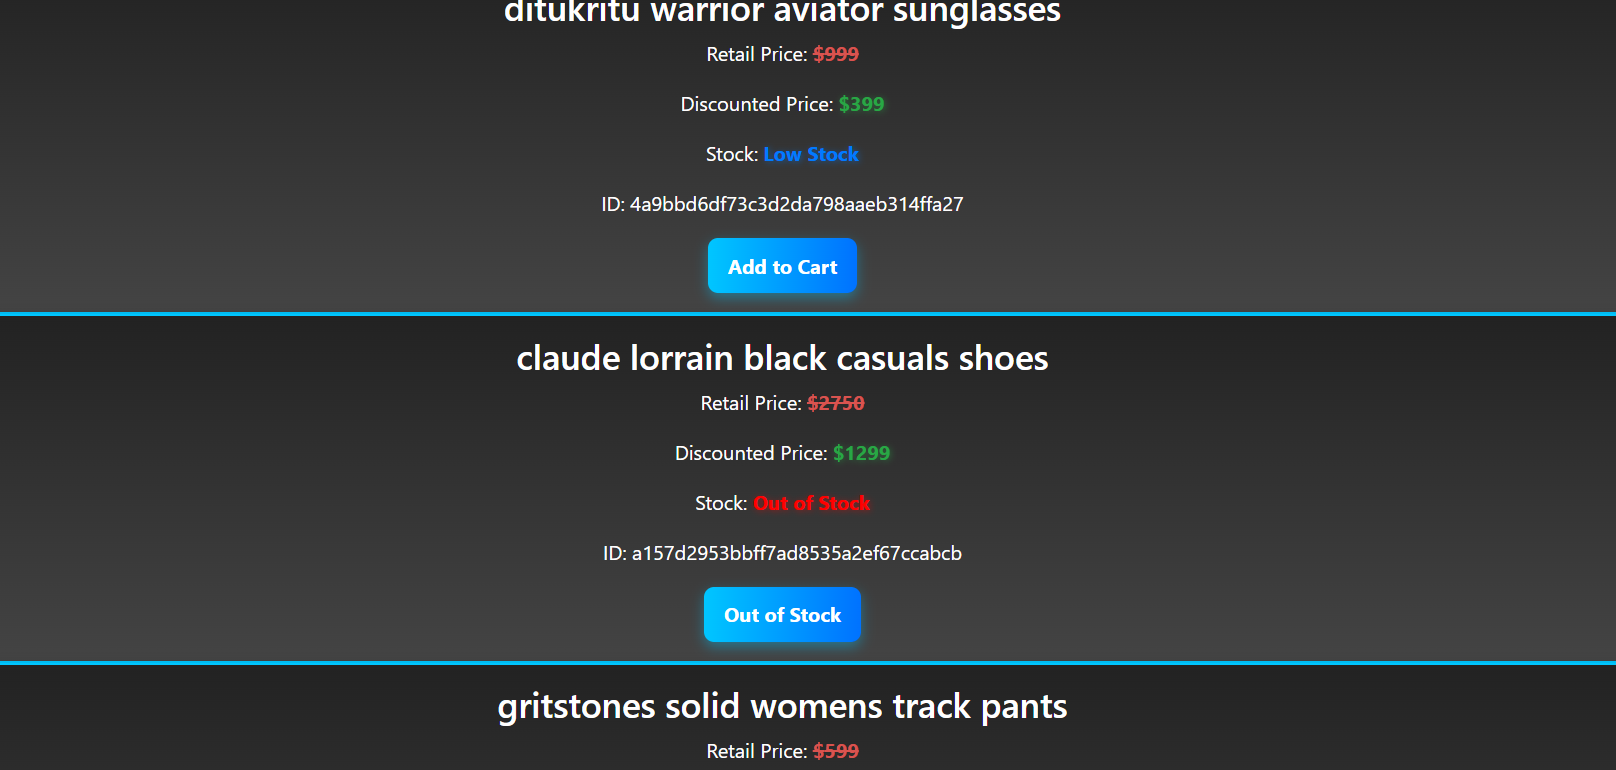 ditukritu warrior aviator sunglasses
Retail Price: $999
Discounted Price: $399
Stock: Low Stock
ID: 4a9bbd6df73c3d2da798aaeb314ffa27
Add to Cart
claude lorrain black casuals shoes
Retail Price: $2750
Discounted Price: $1299
Stock: Out of Stock
ID: a157d2953bbff7ad8535a2ef67ccabcb
Out of Stock
gritstones solid womens track pants
Retail Price: $599